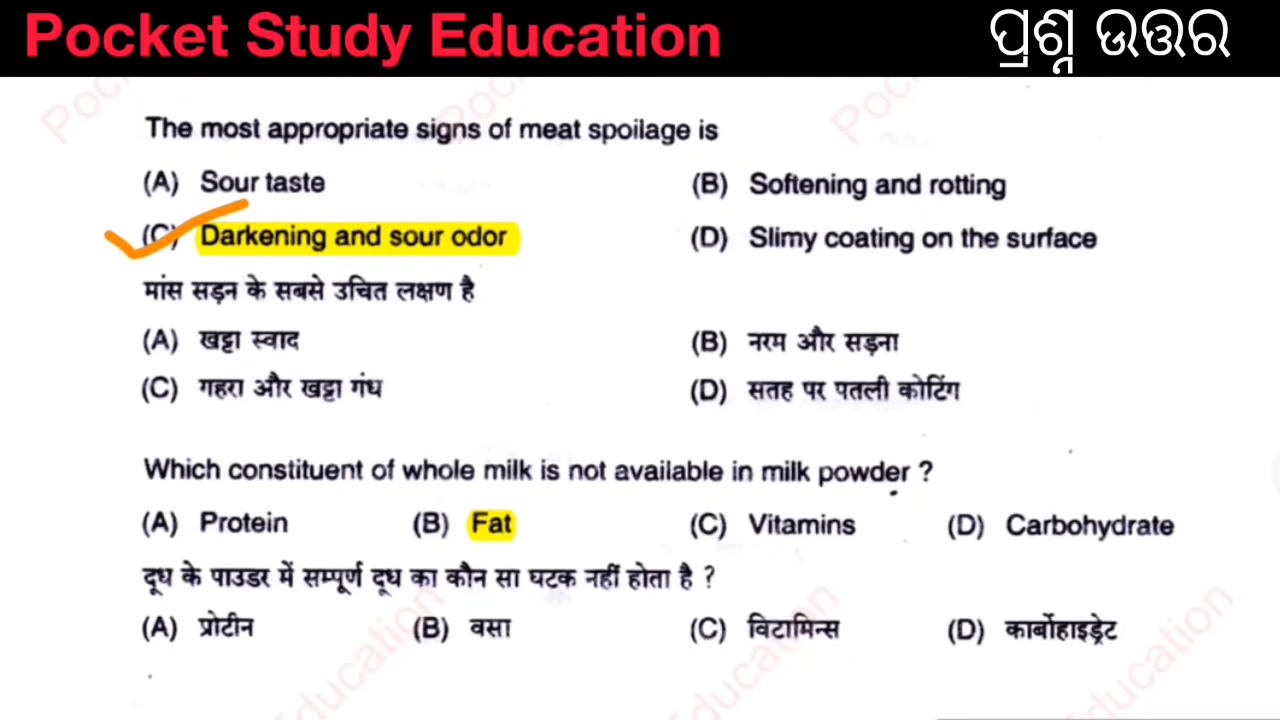 Pocket Study Education ପ୍ରଶ୍ନ ଉତ୍ତର
The most appropriate signs of meat spoilage is
(A) Sour taste (B) Softening and rotting
(C) Darkening and sour odor (D) Slimy coating on the surface
मांस सड़न के सबसे उचित लक्षण है
(A) खट्टा स्वाद (B) नरम और सड़ना
(C) गहरा और खट्टा गंध (D) सतह पर पतली कोटिंग
Which constituent of whole milk is not available in milk powder ?
(A) Protein (B) Fat (C) Vitamins (D) Carbohydrate
दूध के पाउडर में सम्पूर्ण दूध का कौन सा घटक नहीं होता है ?
(A) प्रोटीन (B) वसा (C) विटामिन्स (D) कार्बोहाइड्रेट